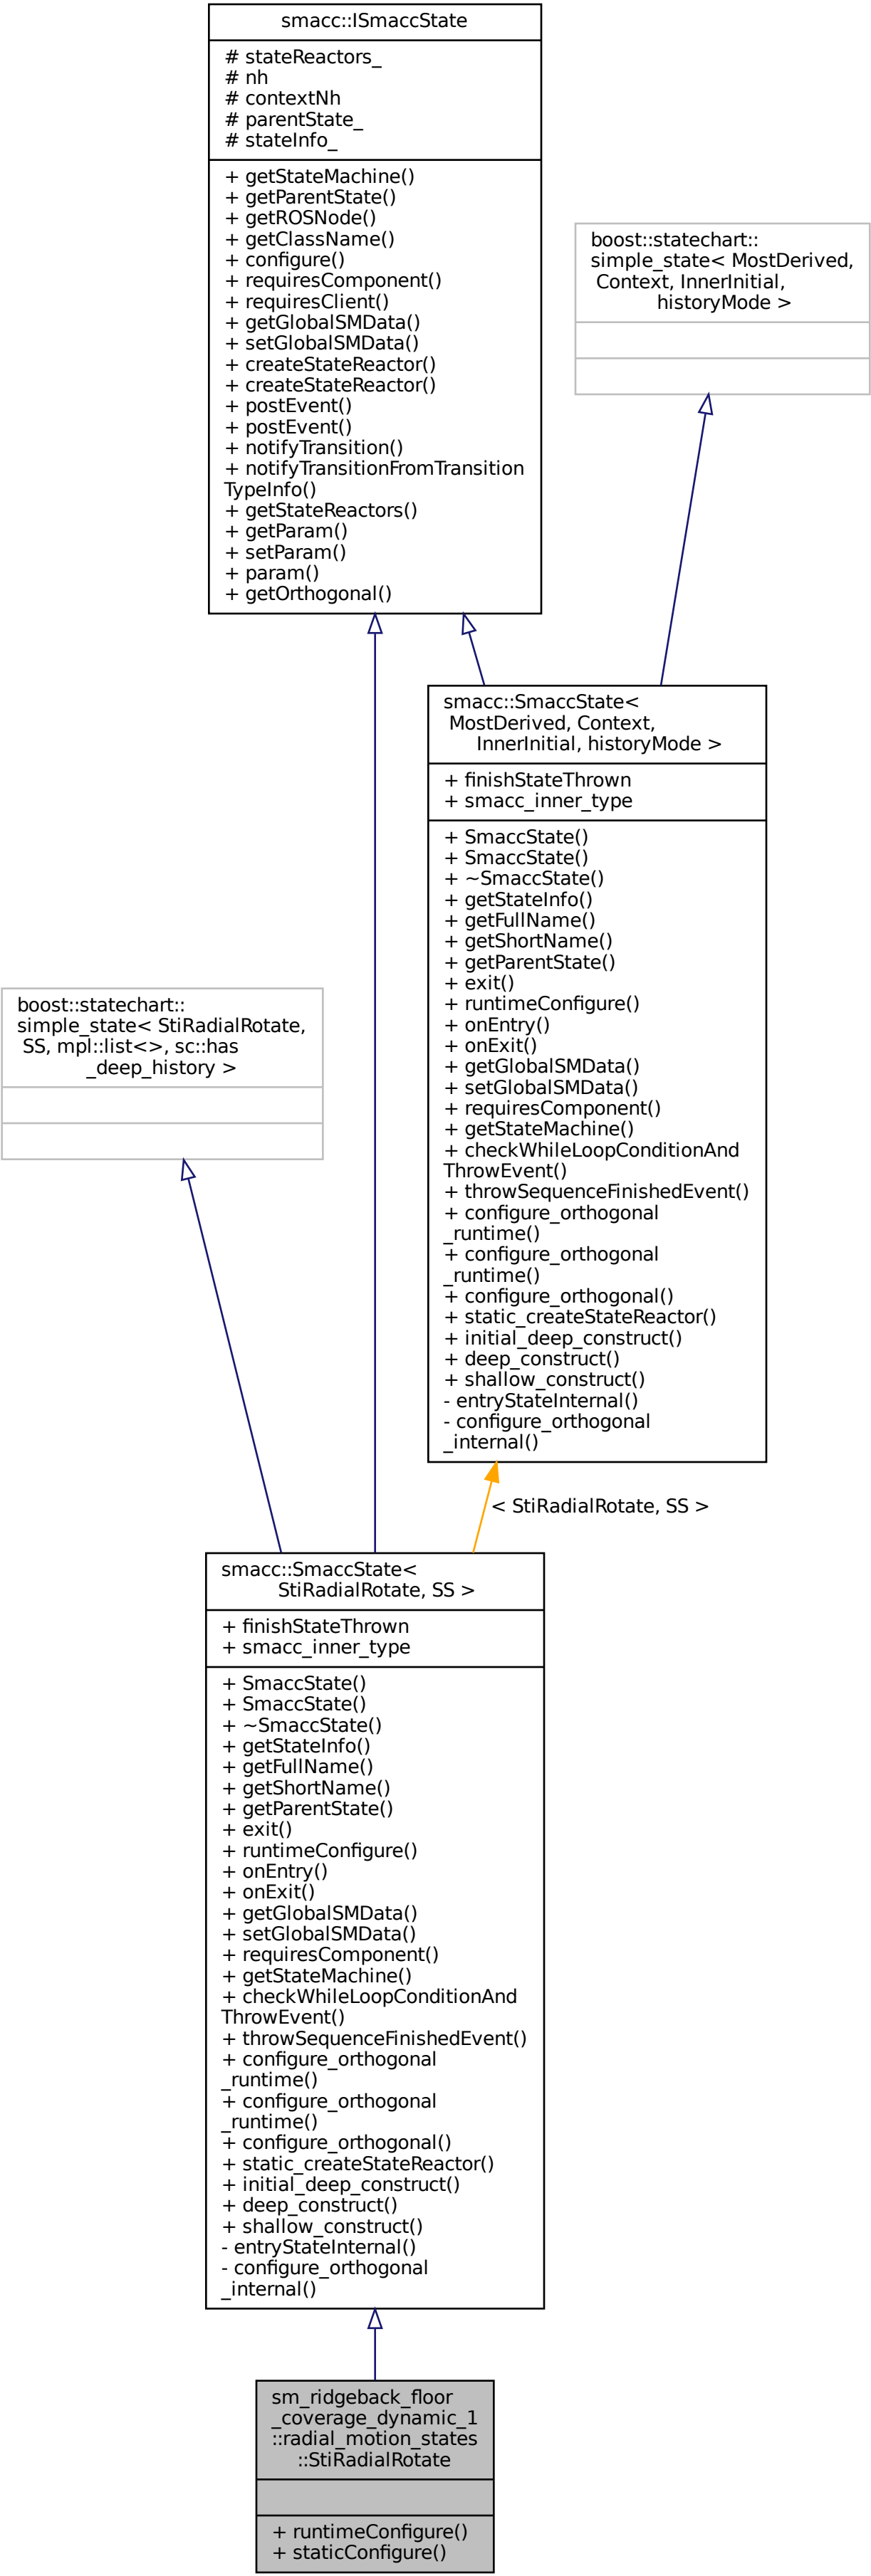 smacc::ISmaccState
# stateReactors_
# nh
# contextNh
# parentState_
# stateInfo_
+ getStateMachine()
+ getParentState()
+ getROSNode()
+ getClassName()
+ configure()
+ requiresComponent()
+ requiresClient()
+ getGlobalSMData()
+ setGlobalSMData()
+ createStateReactor()
+ createStateReactor()
+ postEvent()
+ postEvent()
+ notifyTransition()
+ notifyTransitionFromTransition
TypeInfo()
+ getStateReactors()
+ getParam()
+ setParam()
+ param()
+ getOrthogonal()
boost::statechart::
simple_state< MostDerived,
Context, InnerInitial,
historyMode >
smacc::SmaccState<
MostDerived, Context,
InnerInitial, historyMode >
+ finishStateThrown
+ smacc_inner_type
+ SmaccState()
+ SmaccState()
+ ~SmaccState()
+ getStateInfo()
+ getFullName()
+ getShortName()
+ getParentState()
+ exit()
+ runtimeConfigure()
+ onEntry()
+ onExit()
+ getGlobalSMData()
+ setGlobalSMData()
+ requiresComponent()
+ getStateMachine()
+ checkWhileLoopConditionAnd
ThrowEvent()
+ throwSequenceFinishedEvent()
+ configure_orthogonal
_runtime()
+ configure_orthogonal
_runtime()
+ configure_orthogonal()
+ static_createStateReactor()
+ initial_deep_construct()
+ deep_construct()
+ shallow_construct()
- entryStateInternal()
- configure_orthogonal
_internal()
boost::statechart::
simple_state< StiRadialRotate,
SS, mpl::list<>, sc::has
_deep_history >
< StiRadialRotate, SS >
smacc::SmaccState<
StiRadialRotate, SS >
+ finishStateThrown
+ smacc_inner_type
+ SmaccState()
+ SmaccState()
+ ~SmaccState()
+ getStateInfo()
+ getFullName()
+ getShortName()
+ getParentState()
+ exit()
+ runtimeConfigure()
+ onEntry()
+ onExit()
+ getGlobalSMData()
+ setGlobalSMData()
+ requiresComponent()
+ getStateMachine()
+ checkWhileLoopConditionAnd
ThrowEvent()
+ throwSequenceFinishedEvent()
+ configure_orthogonal
_runtime()
+ configure_orthogonal
_runtime()
+ configure_orthogonal()
+ static_createStateReactor()
+ initial_deep_construct()
+ deep_construct()
+ shallow_construct()
- entryStateInternal()
- configure_orthogonal
_internal()
sm_ridgeback_floor
_coverage_dynamic_1
::radial_motion_states
::StiRadialRotate
+ runtimeConfigure()
+ staticConfigure()